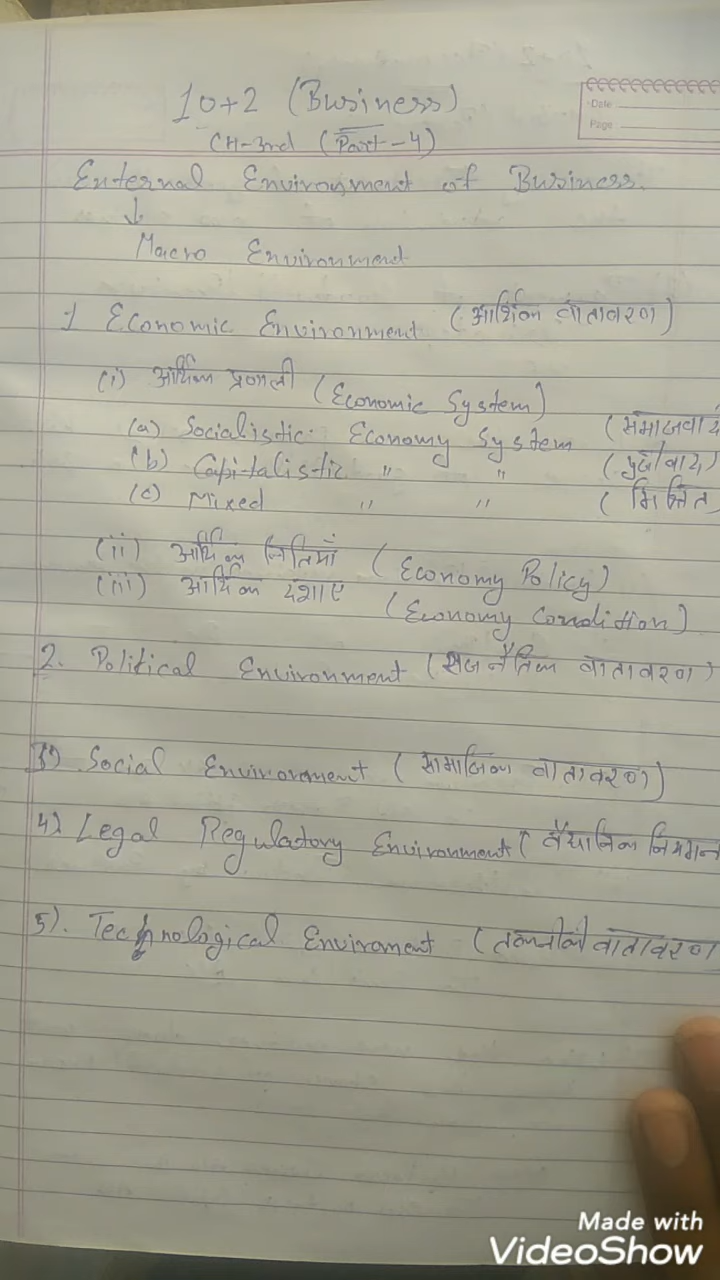 10+2 (Business)
CH-3rd (Part-4)
Date
Page
External Environment of Business.
↓
Macro Environment
1 Economic Environment (आर्थिक वातावरण)
(i) आर्थिक प्रणाली (Economic System)
(a) Socialistic Economy System (समाजवाद
(b) Capitalistic " " (पुंजीवाद)
(c) Mixed " " (मिश्रित
(ii) आर्थिक नितियाँ (Economy Policy)
(iii) आर्थिक दशाए (Economy Condition)
2. Political Environment (राजनैतिक वातावरण)
3) Social Environment (सामाजिक वातावरण)
4) Legal Regulatory Environment (वैधानिक नियमन
5). Technological Enviroment (तकनीकी वातावरण
Made with
VideoShow